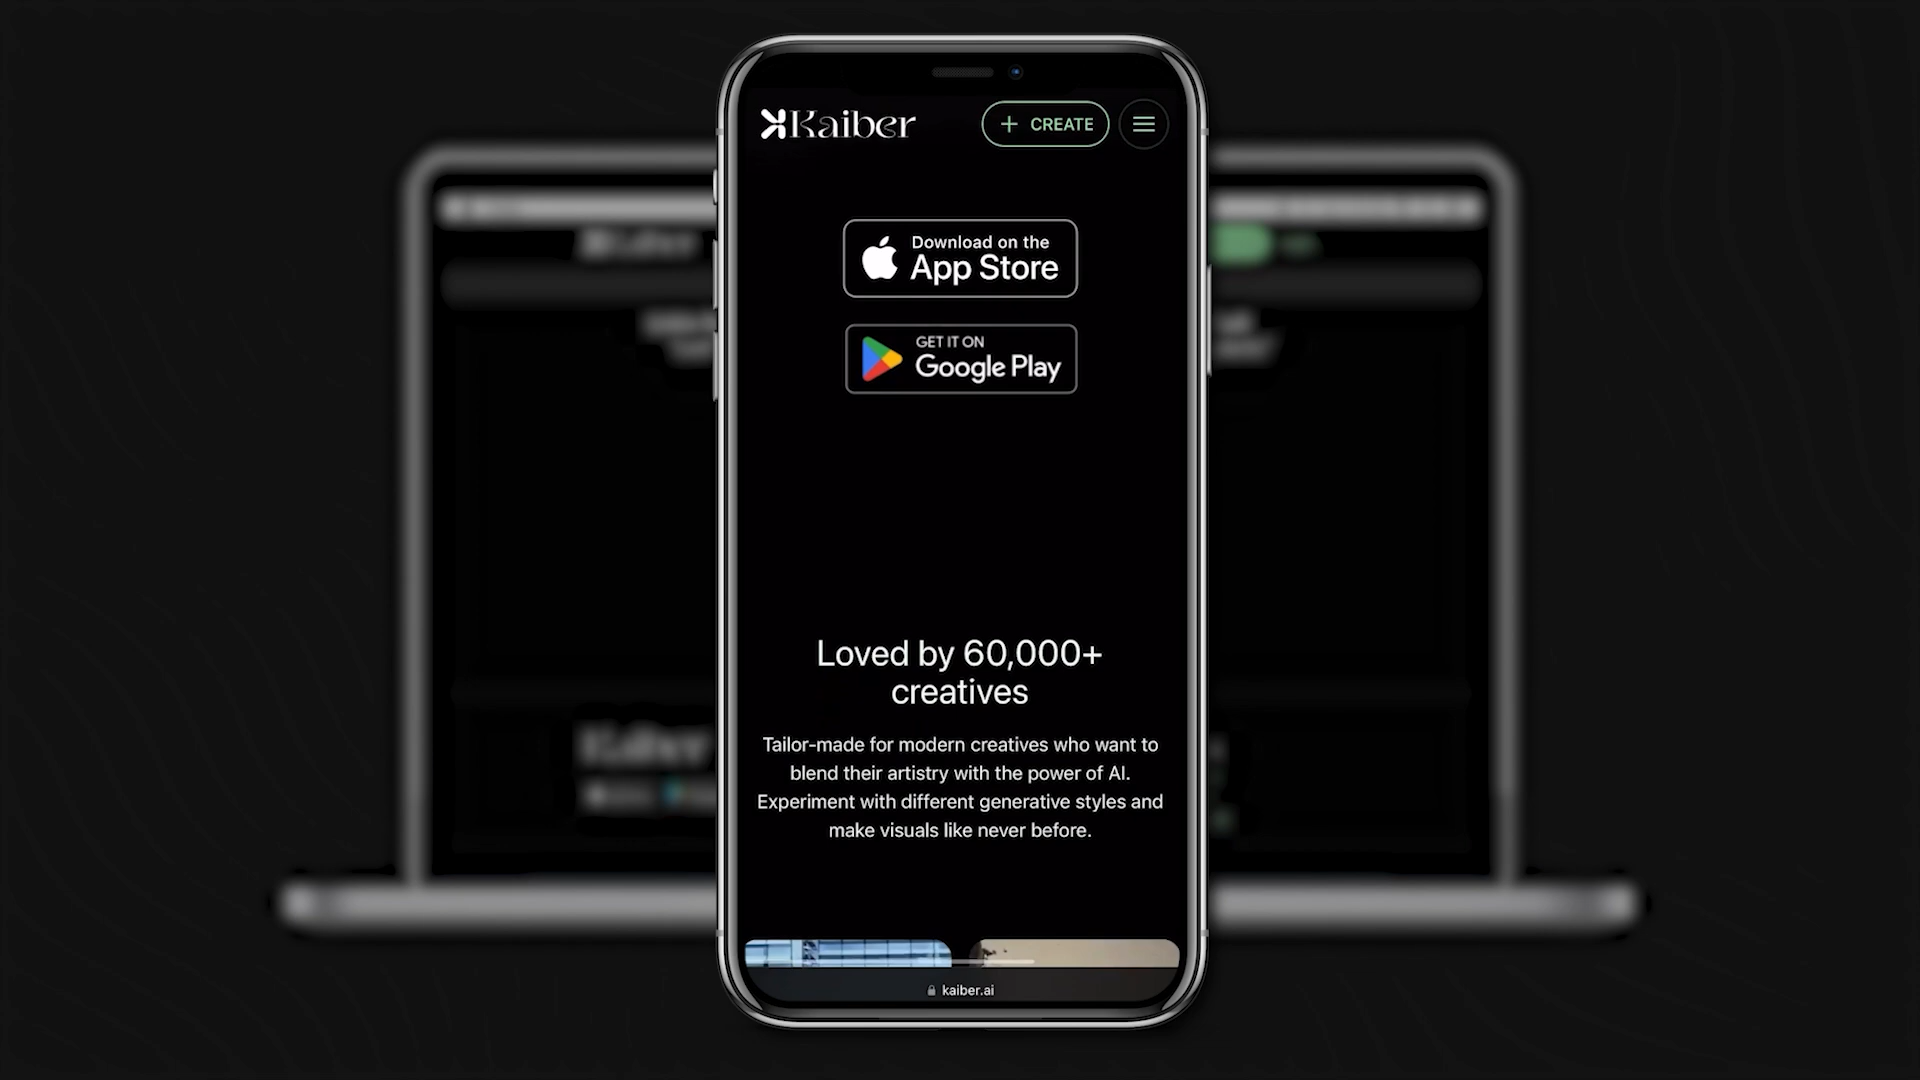 Kaiber
+ CREATE
Download on the
App Store
GET IT ON
Google Play
Loved by 60,000+
creatives
Tailor-made for modern creatives who want to
blend their artistry with the power of AI.
Experiment with different generative styles and
make visuals like never before.
kaiber.ai